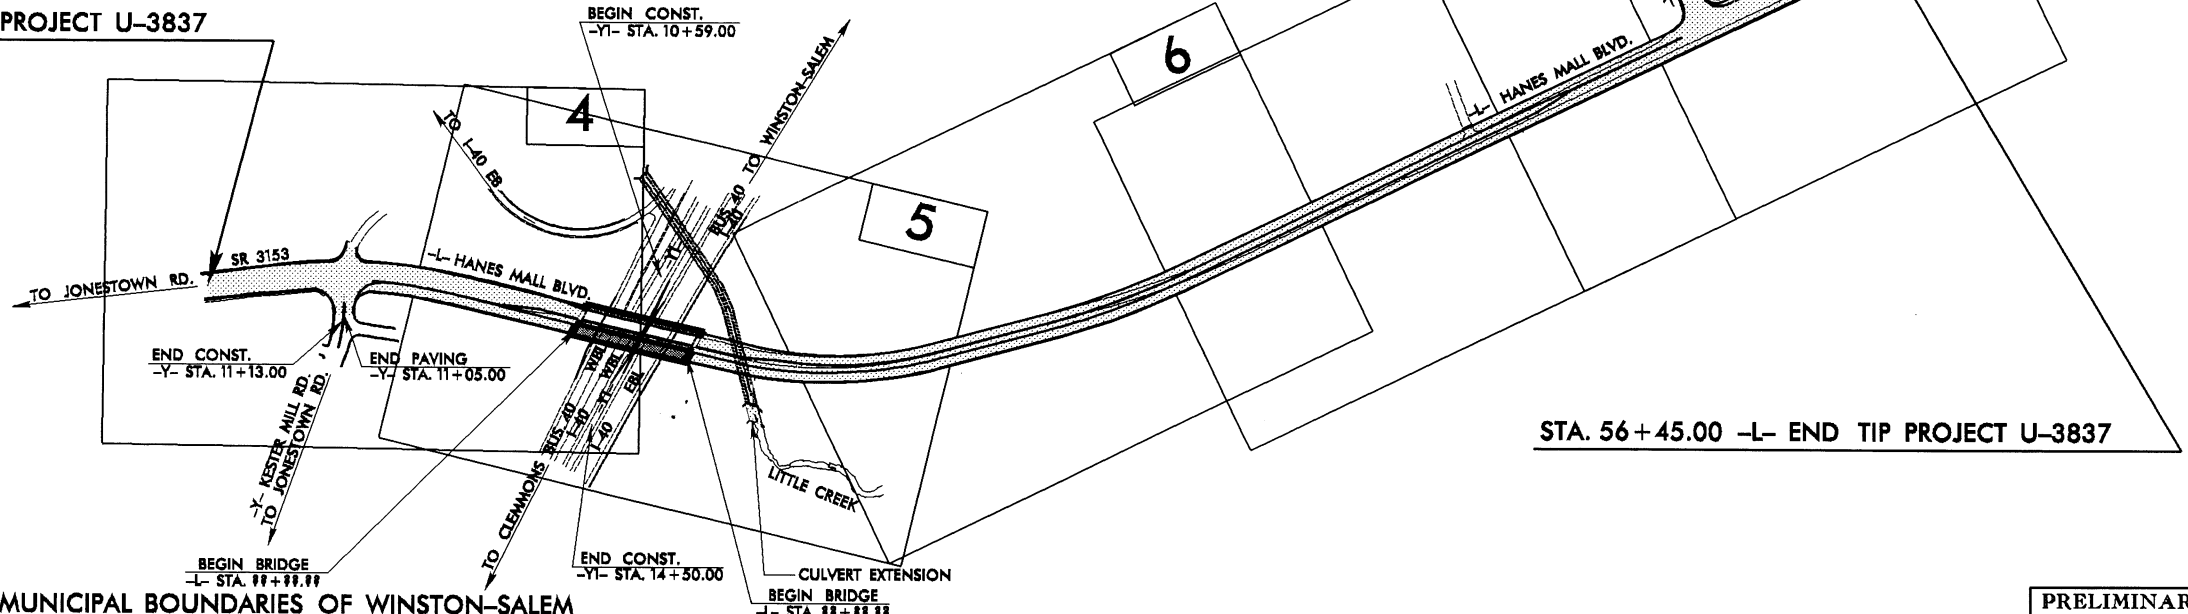 PROJECT U–3837
BEGIN CONST.
–Y1– STA. 10+59.00
6
–L– HANES MALL BLVD.
4
TO WINSTON–SALEM
TO
I–40 EB
BUS. 40
I–40
5
–Y1–
SR 3153
–L– HANES MALL BLVD.
TO JONESTOWN RD.
END CONST.
–Y– STA. 11+13.00
END PAVING
–Y– STA. 11+05.00
WBL
WBL
–Y1–
EBL
BUS. 40
I–40
I–40
–Y– KESTER MILL RD.
TO JONESTOWN RD.
STA. 56+45.00 –L– END TIP PROJECT U–3837
LITTLE CREEK
TO CLEMMONS
BEGIN BRIDGE
–L– STA.
END CONST.
–Y1– STA. 14+50.00
CULVERT EXTENSION
BEGIN BRIDGE
–L– STA.
MUNICIPAL BOUNDARIES OF WINSTON–SALEM
PRELIMINAR